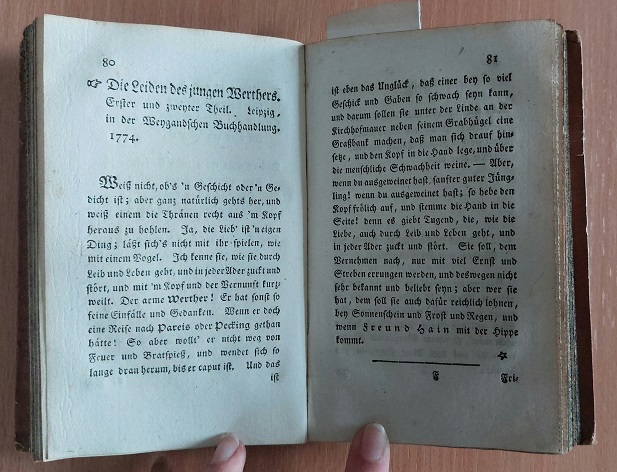 80
☞ Die Leiden des jungen Werthers.
Erster und zweyter Theil. Leipzig,
in der Weygandschen Buchhandlung.
1774.
Weiß nicht, ob's 'n Geschicht oder 'n Ge-
dicht ist; aber ganz natürlich gehts her, und
weiß einem die Thränen recht aus 'm Kopf
heraus zu hohlen. Ja, die Lieb' ist 'n eigen
Ding; läßt sich's nicht mit ihr spielen, wie
mit einem Vogel. Ich kenne sie, wie sie durch
Leib und Leben geht, und in jeder Ader zuckt und
stört, und mit 'm Kopf und der Vernunft kurz-
weilt. Der arme Werther! Er hat sonst so
feine Einfälle und Gedanken. Wenn er doch
eine Reise nach Pareis oder Pecking gethan
hätte! So aber wollt' er nicht weg von
Feuer und Bratspieß, und wendet sich so
lange dran herum, bis er caput ist. Und das
ist
81
ist eben das Unglück, daß einer bey so viel
Geschick und Gaben so schwach seyn kann,
und darum sollen sie unter der Linde an der
Kirchhofmauer neben seinem Grabhügel eine
Graßbank machen, daß man sich drauf hin-
setze, und den Kopf in die Hand lege, und über
die menschliche Schwachheit weine. — Aber,
wenn du ausgeweinet hast, sanfter guter Jüng-
ling! wenn du ausgeweinet hast; so hebe den
Kopf frölich auf, und stemme die Hand in die
Seite! denn es giebt Tugend, die, wie die
Liebe, auch durch Leib und Leben geht, und
in jeder Ader zuckt und stört. Sie soll, dem
Vernehmen nach, nur mit viel Ernst und
Streben errungen werden, und deswegen nicht
sehr bekannt und beliebt seyn; aber wer sie
hat, dem soll sie auch dafür reichlich lohnen,
bey Sonnenschein und Frost und Regen, und
wenn Freund Hain mit der Hippe
kommt.
F Fri-